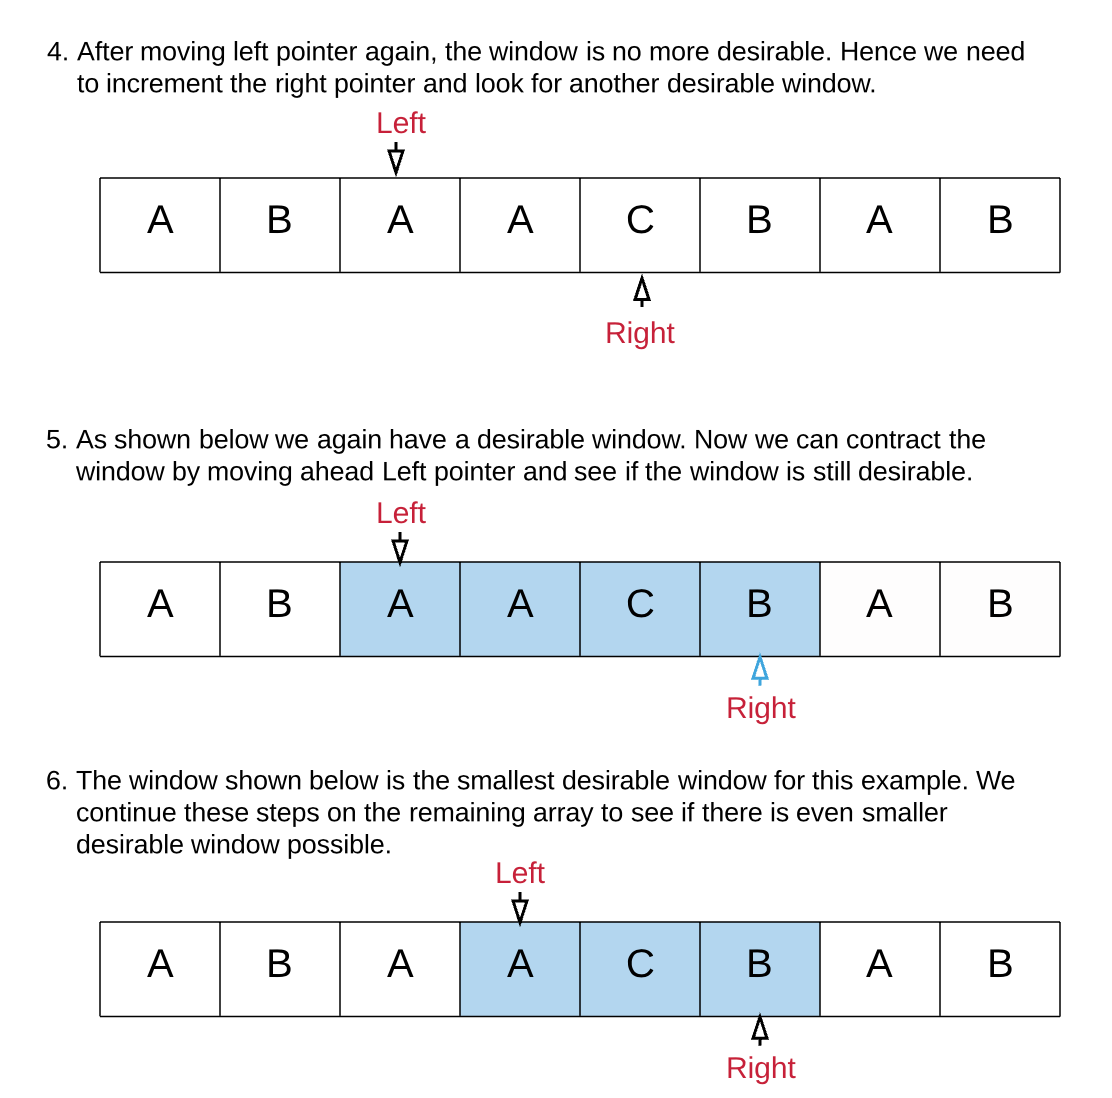 4. After moving left pointer again, the window is no more desirable. Hence we need
to increment the right pointer and look for another desirable window.
Left
A B A A C B A B
Right
5. As shown below we again have a desirable window. Now we can contract the
window by moving ahead Left pointer and see if the window is still desirable.
Left
A B A A C B A B
Right
6. The window shown below is the smallest desirable window for this example. We
continue these steps on the remaining array to see if there is even smaller
desirable window possible.
Left
A B A A C B A B
Right